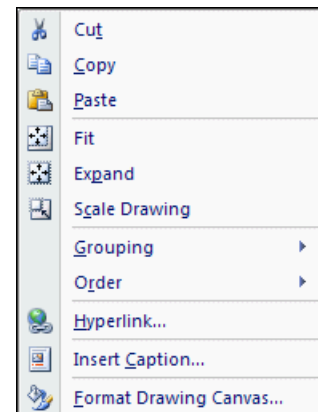 Cut
Copy
Paste
Fit
Expand
Scale Drawing
Grouping
Order
Hyperlink...
Insert Caption...
Format Drawing Canvas...